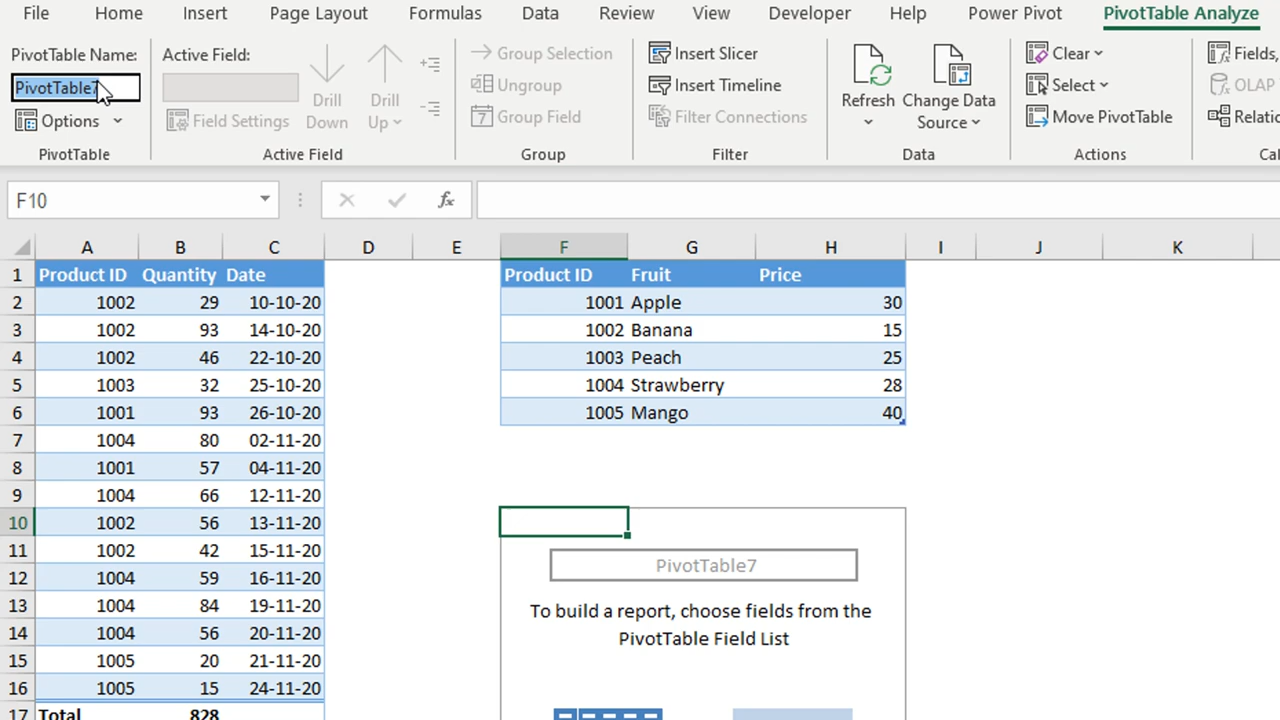 File Home Insert Page Layout Formulas Data Review View Developer Help Power Pivot PivotTable Analyze
PivotTable Name: Active Field: Group Selection Insert Slicer Clear Fields,
PivotTable7 Ungroup Insert Timeline Select OLAP
Drill Down Drill Up Refresh Change Data Source
Options Field Settings 7 Group Field Filter Connections Move PivotTable
PivotTable Active Field Group Filter Data Actions
F10 fx
A B C D E F G H I J K
1 Product ID Quantity Date Product ID Fruit Price
2 1002 29 10-10-20 1001 Apple 30
3 1002 93 14-10-20 1002 Banana 15
4 1002 46 22-10-20 1003 Peach 25
5 1003 32 25-10-20 1004 Strawberry 28
6 1001 93 26-10-20 1005 Mango 40
7 1004 80 02-11-20
8 1001 57 04-11-20
9 1004 66 12-11-20
10 1002 56 13-11-20
11 1002 42 15-11-20 PivotTable7
12 1004 59 16-11-20
13 1004 84 19-11-20 To build a report, choose fields from the
14 1004 56 20-11-20 PivotTable Field List
15 1005 20 21-11-20
16 1005 15 24-11-20
17 Total 828